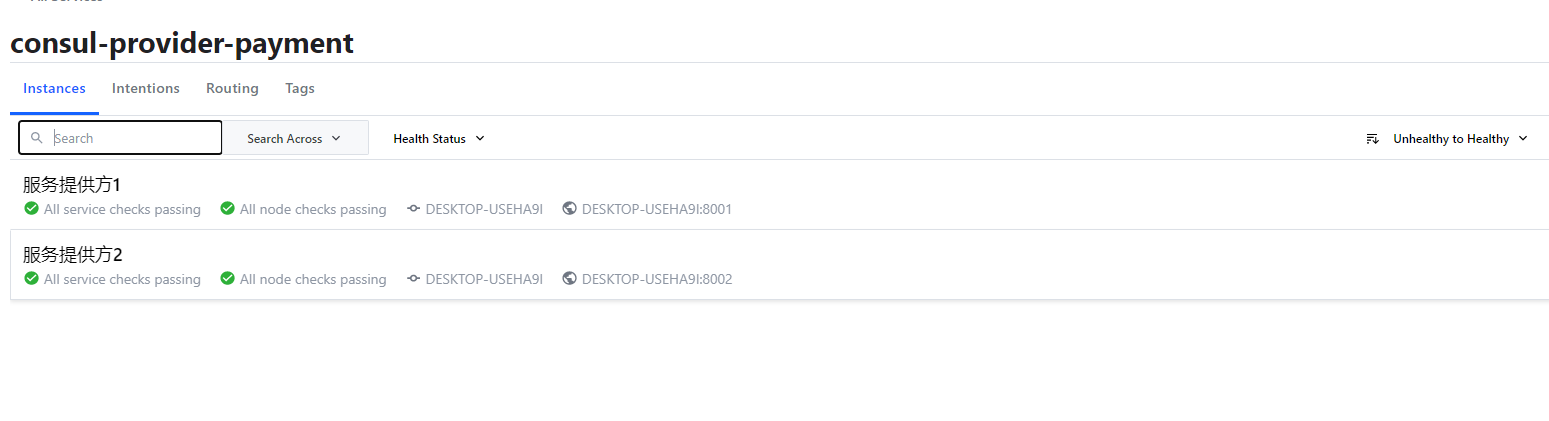 consul-provider-payment
Instances Intentions Routing Tags
Search Search Across Health Status Unhealthy to Healthy
服务提供方1
All service checks passing All node checks passing DESKTOP-USEHA9I DESKTOP-USEHA9I:8001
服务提供方2
All service checks passing All node checks passing DESKTOP-USEHA9I DESKTOP-USEHA9I:8002